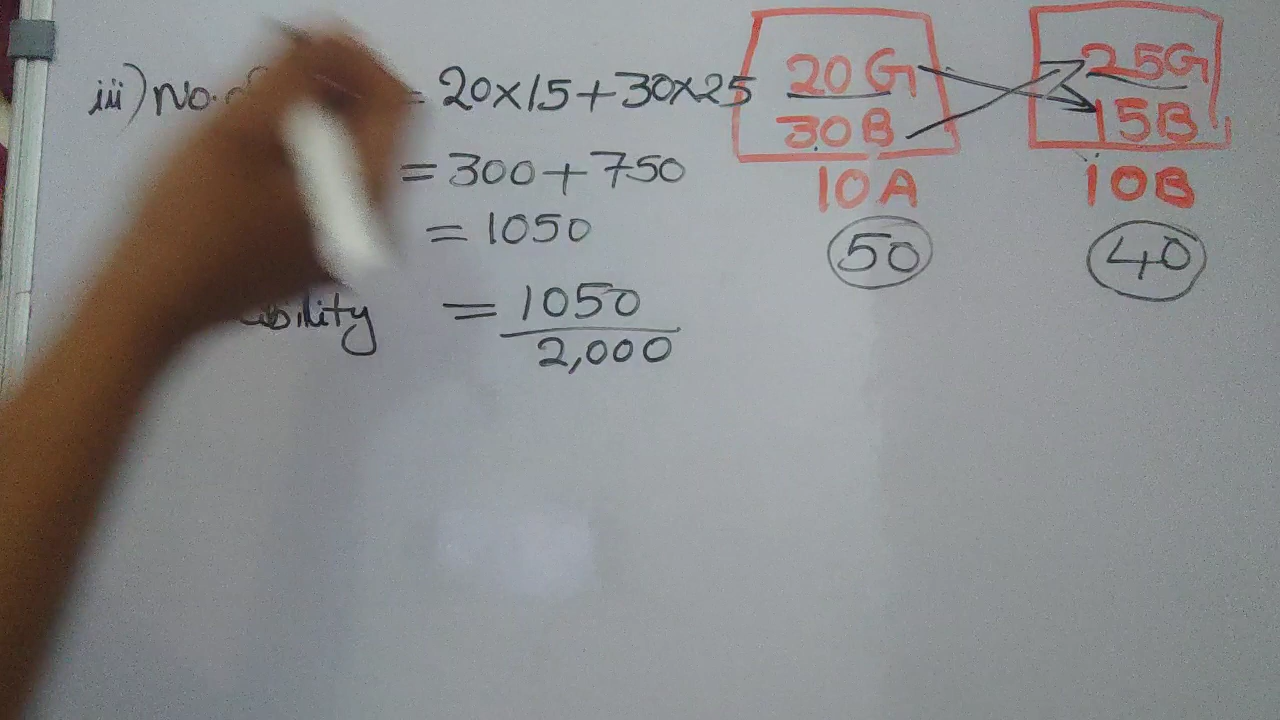 iii) No. = 20×15+30×25
= 300+750
= 1050
= 1050
2,000
20G
30B
10A
50
25G
15B
10B
40